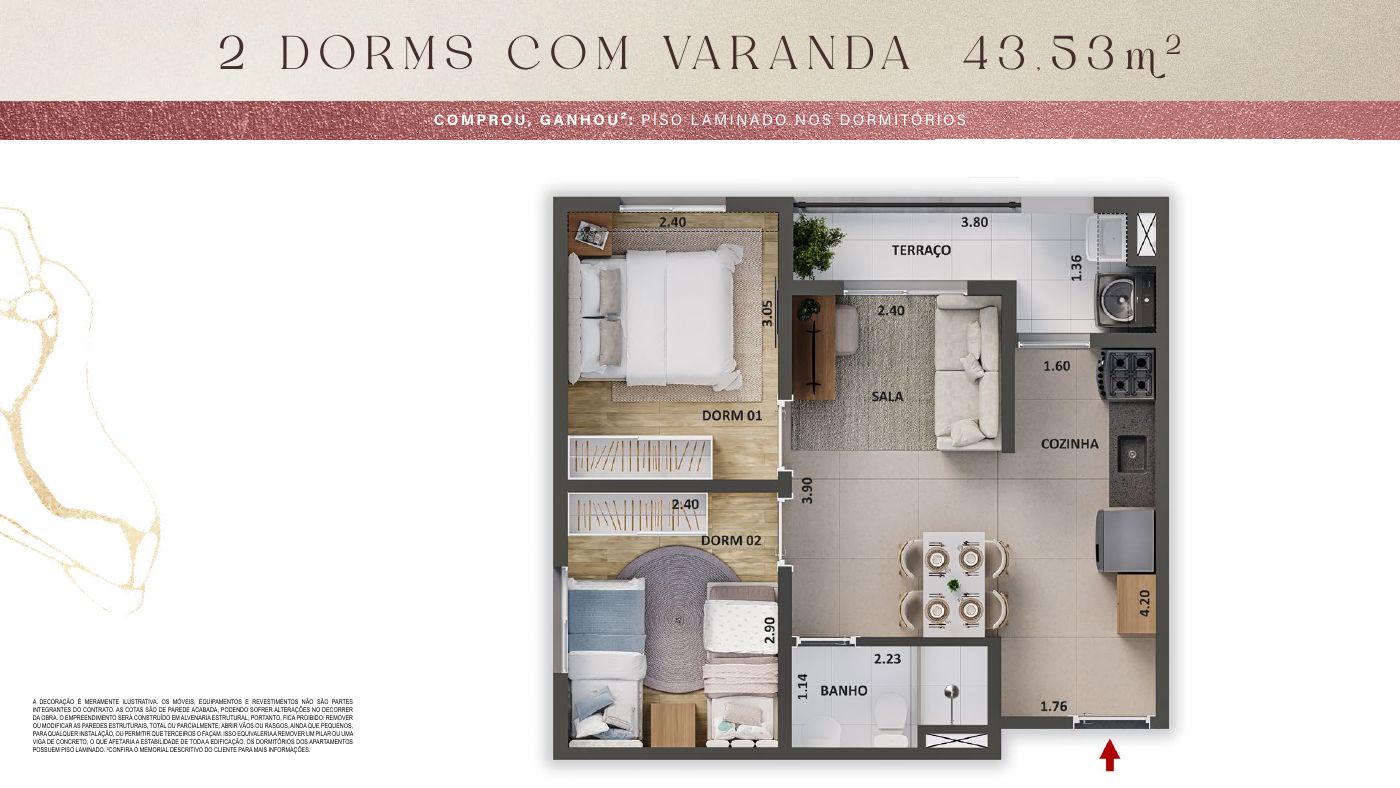 2 DORMS COM VARANDA 43,53m²
COMPROU, GANHOU²: PISO LAMINADO NOS DORMITÓRIOS
2.40
3.80
TERRAÇO
1.36
3.05
2.40
1.60
SALA
DORM 01
COZINHA
3.90
2.40
DORM 02
4.20
2.90
2.23
1.14
BANHO
1.76
A DECORAÇÃO É MERAMENTE ILUSTRATIVA. OS MÓVEIS, EQUIPAMENTOS E REVESTIMENTOS NÃO SÃO PARTES
INTEGRANTES DO CONTRATO. AS COTAS SÃO DE PAREDE ACABADA, PODENDO SOFRER ALTERAÇÕES NO DECORRER
DA OBRA. O EMPREENDIMENTO SERÁ CONSTRUÍDO EM ALVENARIA ESTRUTURAL, PORTANTO, FICA PROIBIDO: REMOVER
OU MODIFICAR AS PAREDES ESTRUTURAIS, TOTAL OU PARCIALMENTE; ABRIR VÃOS OU RASGOS, AINDA QUE PEQUENOS,
PARA QUALQUER INSTALAÇÃO, OU PERMITIR QUE TERCEIROS O FAÇAM. ISSO EQUIVALERIA A REMOVER UM PILAR OU UMA
VIGA DE CONCRETO, O QUE AFETARIA A ESTABILIDADE DE TODA A EDIFICAÇÃO. OS DORMITÓRIOS DOS APARTAMENTOS
POSSUEM PISO LAMINADO. ²CONFIRA O MEMORIAL DESCRITIVO DO CLIENTE PARA MAIS INFORMAÇÕES.